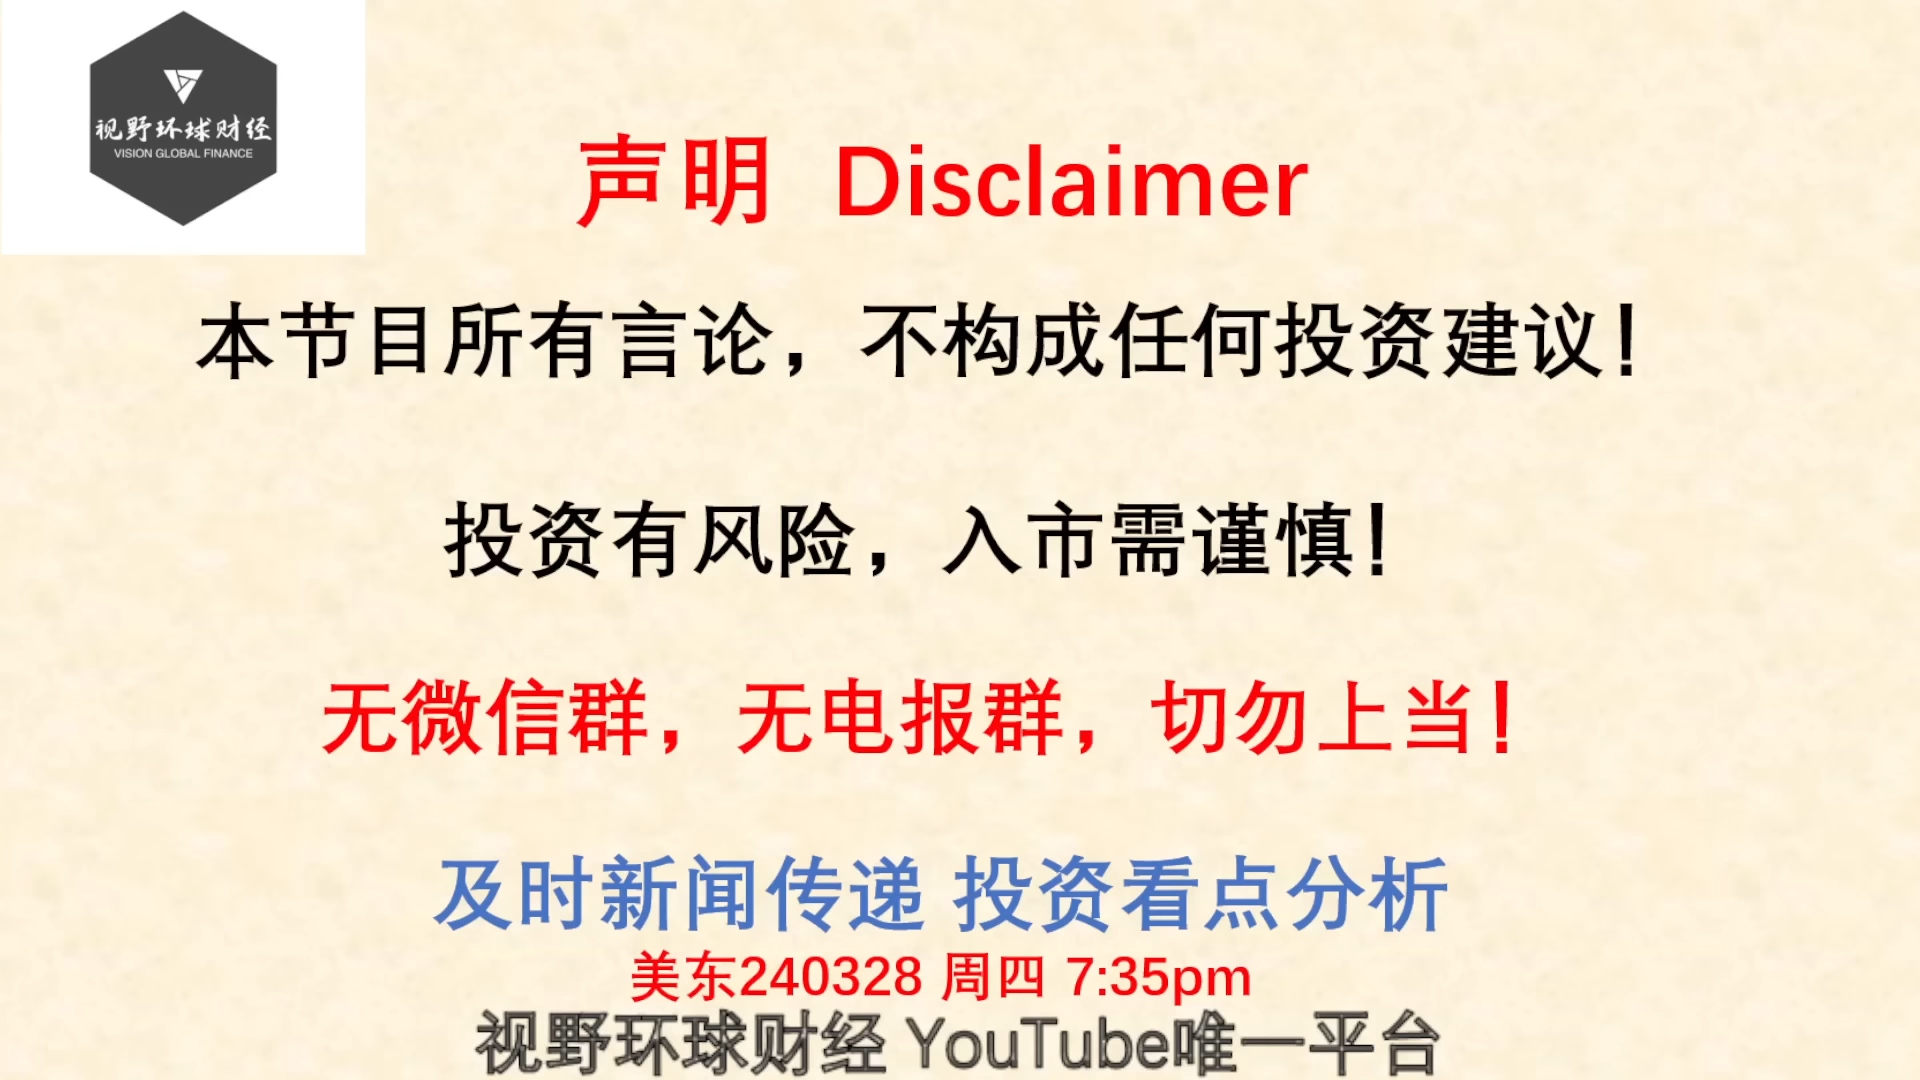 视野环球财经
VISION GLOBAL FINANCE
声明 Disclaimer
本节目所有言论，不构成任何投资建议！
投资有风险，入市需谨慎！
无微信群，无电报群，切勿上当！
及时新闻传递 投资看点分析
美东240328 周四 7:35pm
视野环球财经 YouTube唯一平台